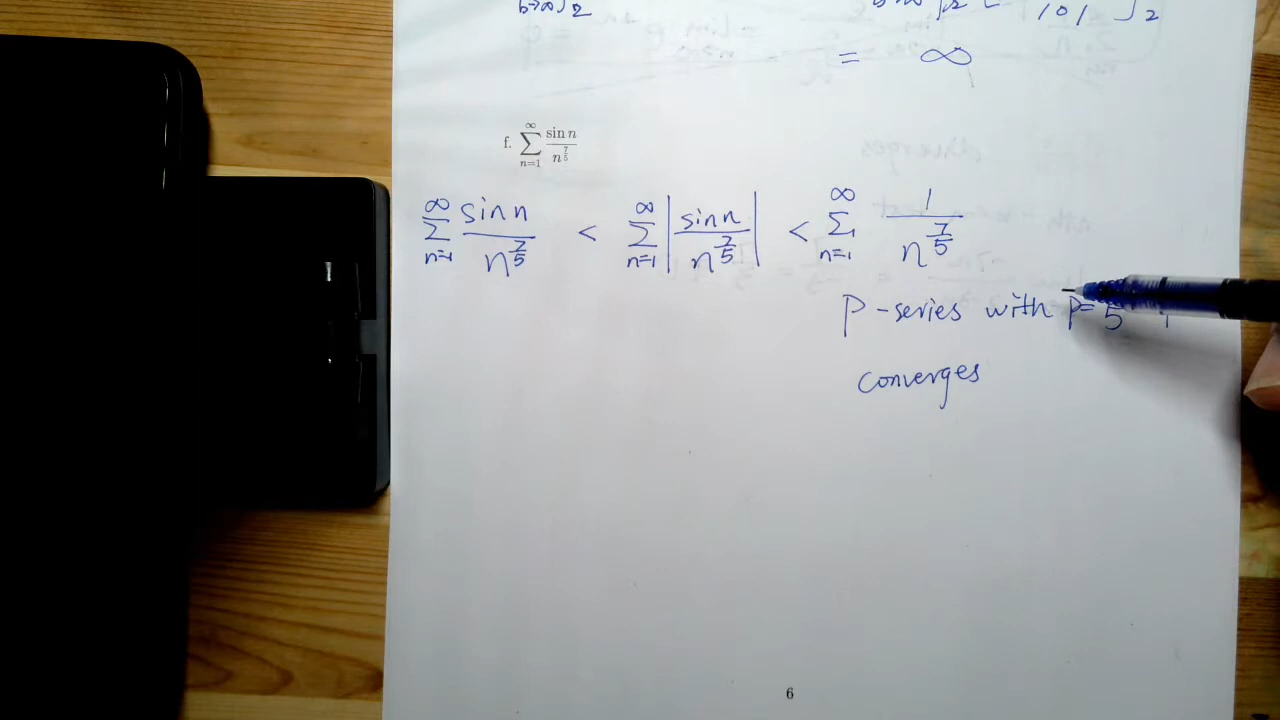 = ∞
f. ∑_{n=1}^{∞} sin n / n^{7/5}
∑_{n=1}^{∞} sin n / n^{7/5} < ∑_{n=1}^{∞} | sin n / n^{7/5} | < ∑_{n=1}^{∞} 1 / n^{7/5}
P-series with P= 5
converges
6